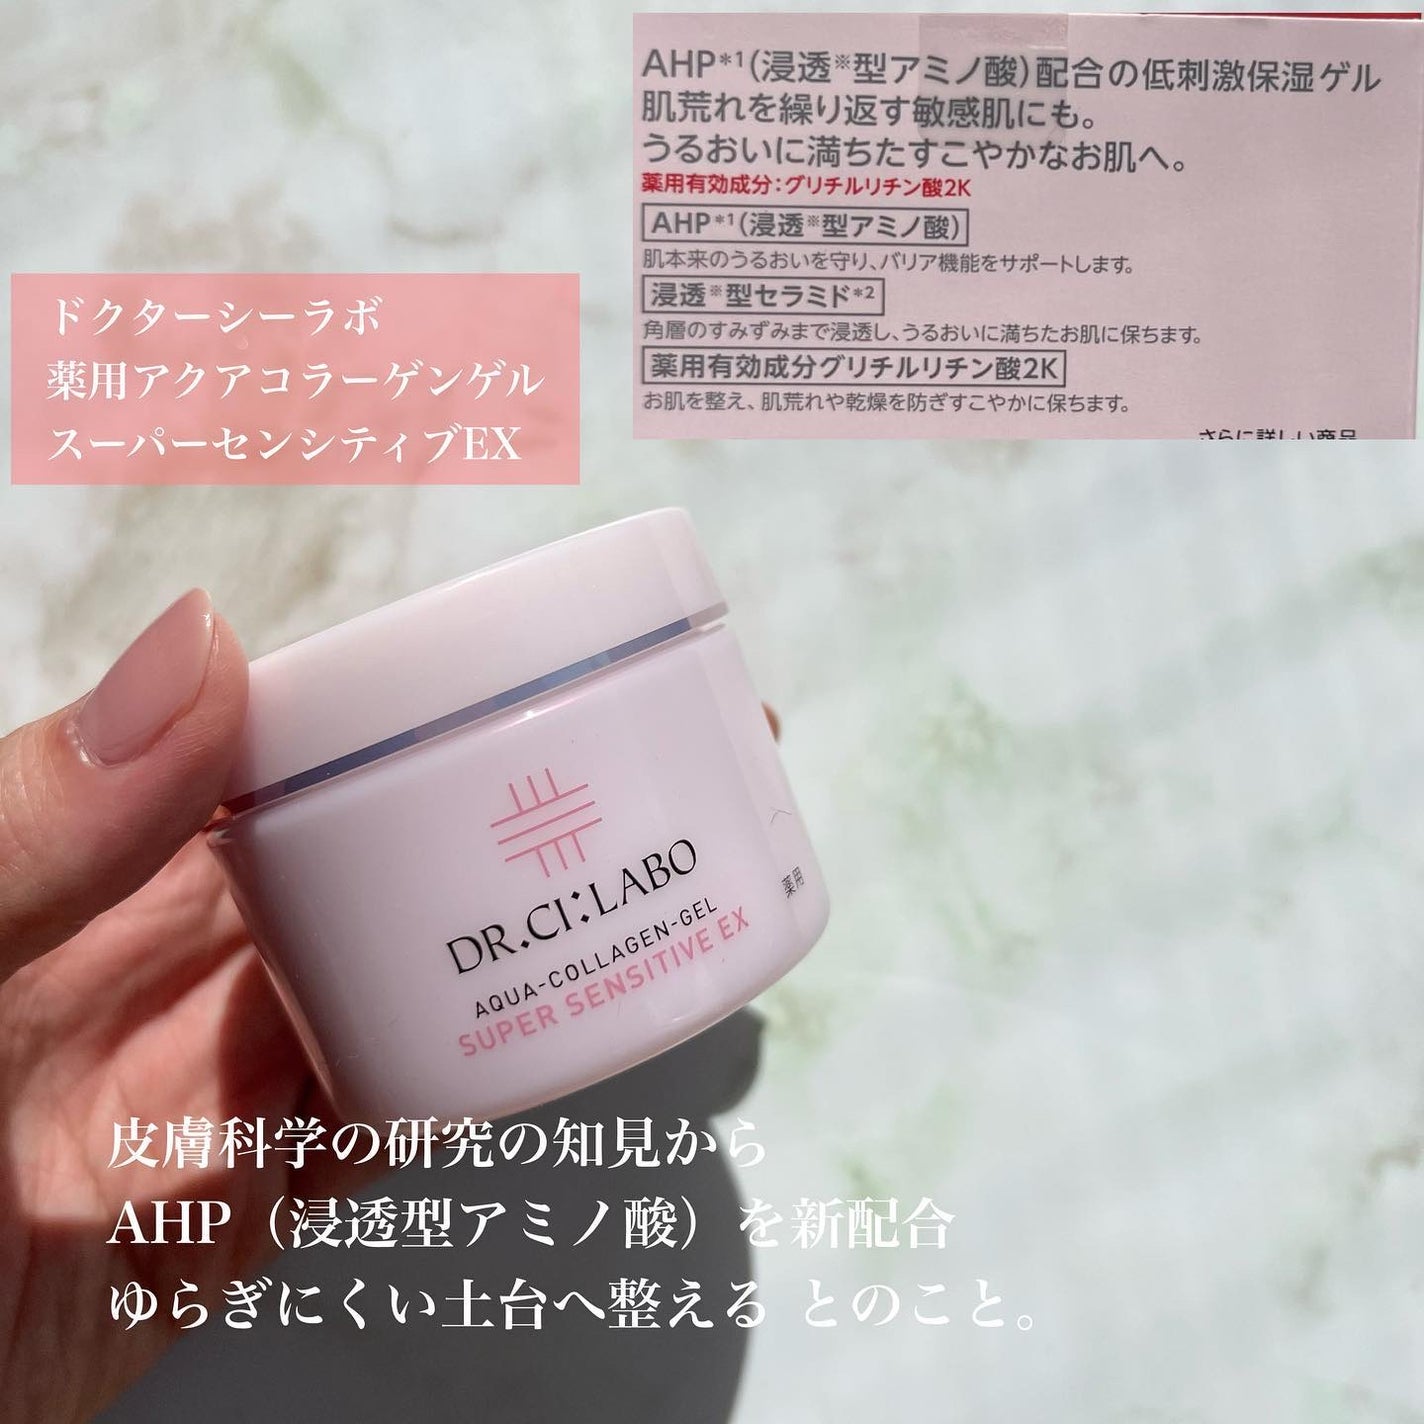 AHP*1(浸透※型アミノ酸)配合の低刺激保湿ゲル
肌荒れを繰り返す敏感肌にも。
うるおいに満ちたすこやかなお肌へ。
薬用有効成分：グリチルリチン酸2K
AHP*1(浸透※型アミノ酸)
肌本来のうるおいを守り、バリア機能をサポートします。
浸透※型セラミド*2
角層のすみずみまで浸透し、うるおいに満ちたお肌に保ちます。
薬用有効成分グリチルリチン酸2K
お肌を整え、肌荒れや乾燥を防ぎすこやかに保ちます。
さらに詳しい商品
ドクターシーラボ
薬用アクアコラーゲンゲル
スーパーセンシティブEX
DR.CI:LABO
AQUA-COLLAGEN-GEL
SUPER SENSITIVE EX
薬用
皮膚科学の研究の知見から
AHP（浸透型アミノ酸）を新配合
ゆらぎにくい土台へ整える とのこと。